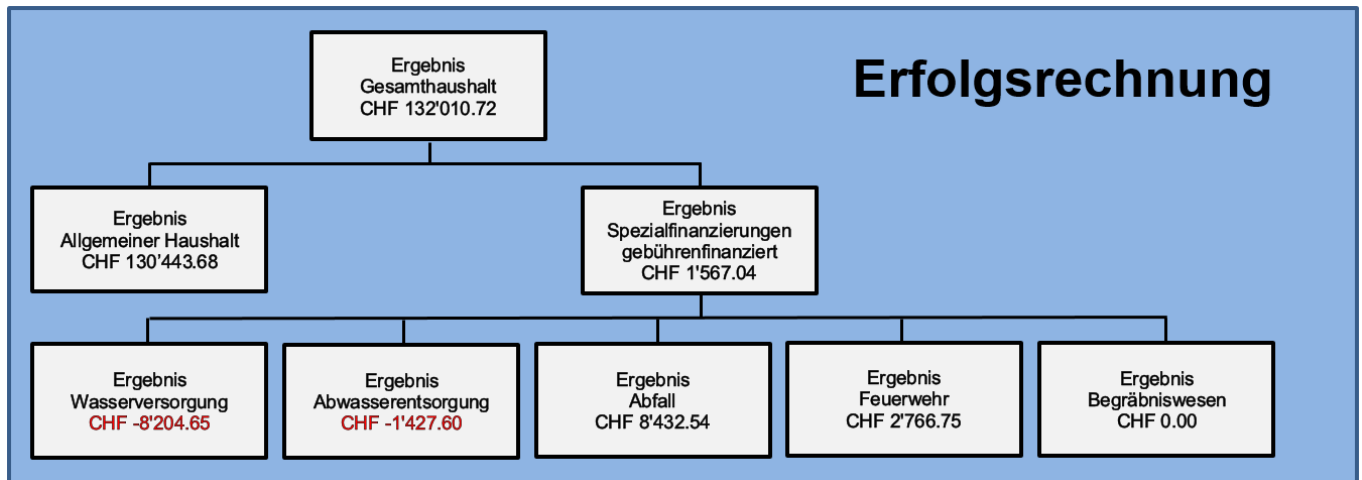 Erfolgsrechnung
Ergebnis
Gesamthaushalt
CHF 132'010.72
Ergebnis
Allgemeiner Haushalt
CHF 130'443.68
Ergebnis
Spezialfinanzierungen
gebührenfinanziert
CHF 1'567.04
Ergebnis
Wasserversorgung
CHF -8'204.65
Ergebnis
Abwasserentsorgung
CHF -1'427.60
Ergebnis
Abfall
CHF 8'432.54
Ergebnis
Feuerwehr
CHF 2'766.75
Ergebnis
Begräbniswesen
CHF 0.00